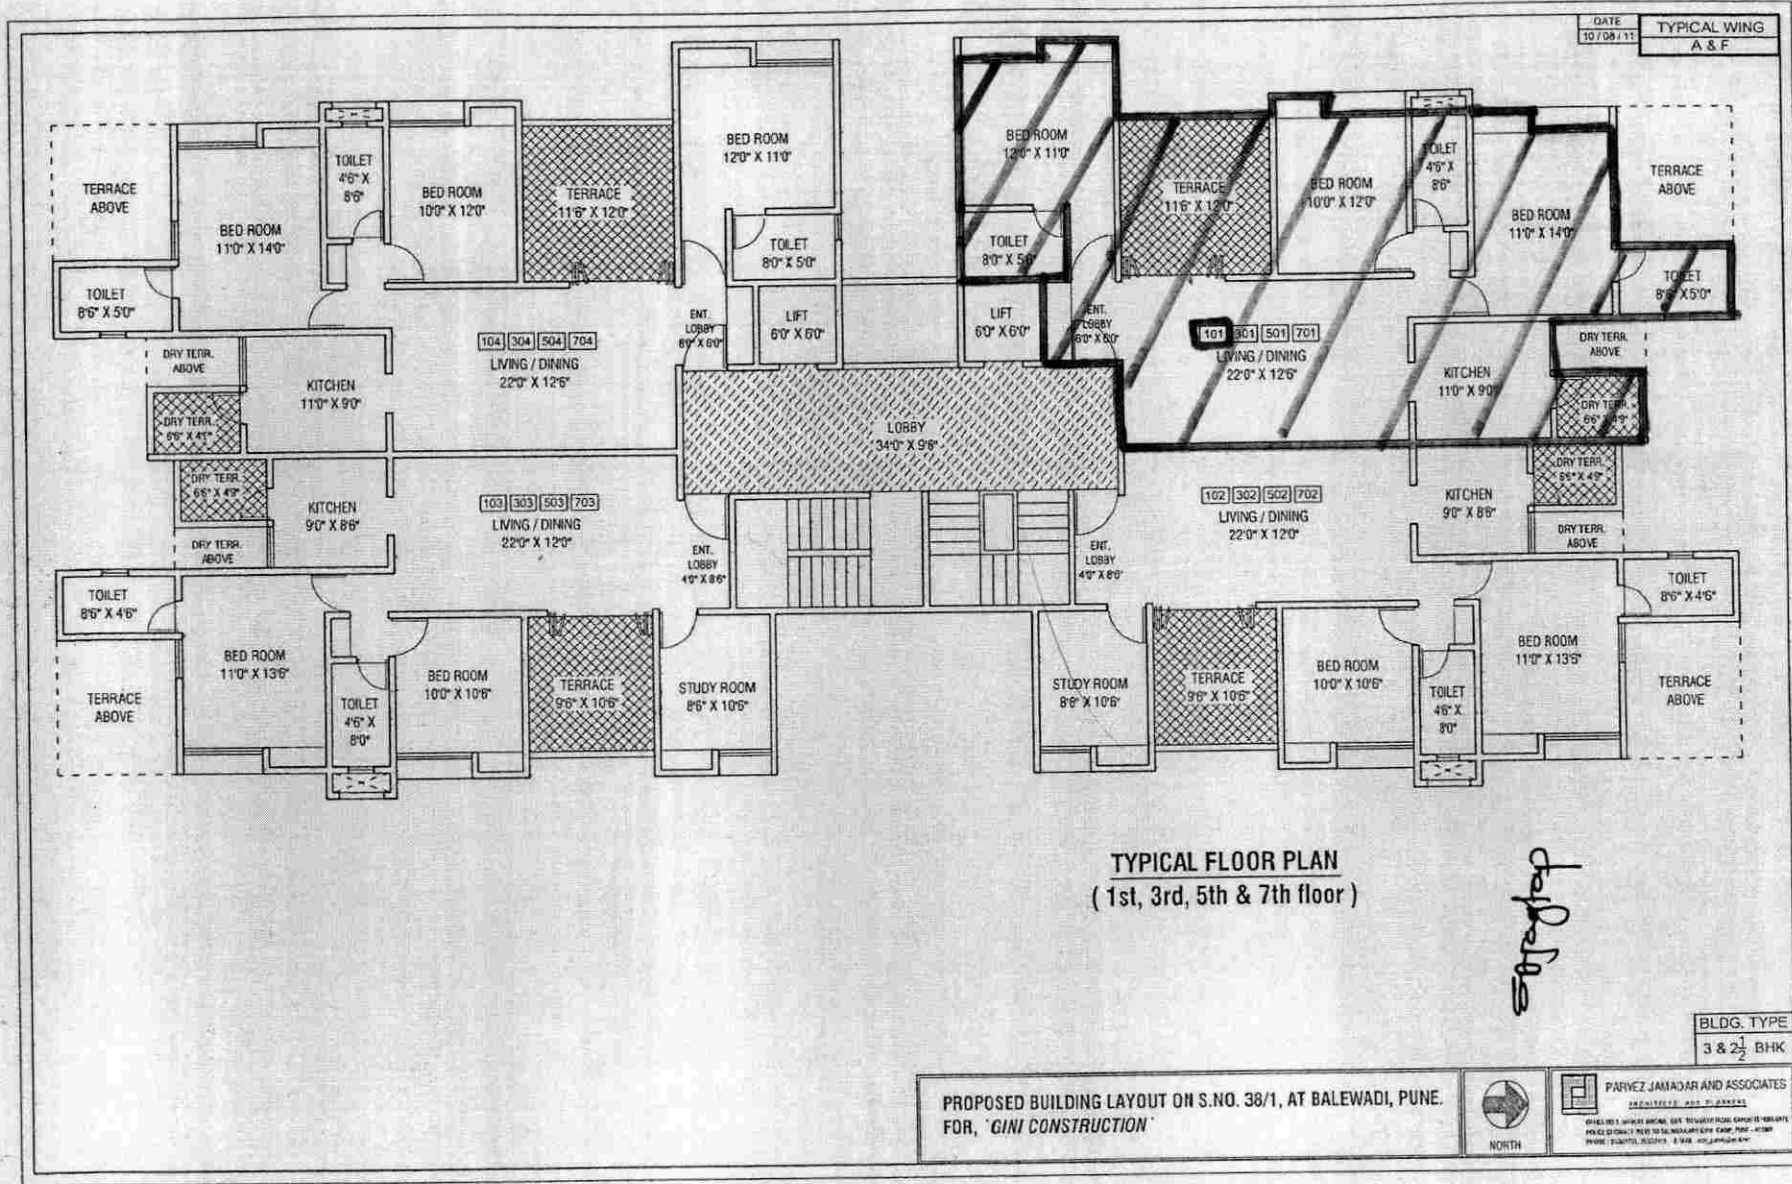 DATE
10/08/11
TYPICAL WING
A & F
BED ROOM
12'0" X 11'0"
BED ROOM
12'0" X 11'0"
TERRACE
ABOVE
BED ROOM
11'0" X 14'0"
TOILET
4'6" X
8'6"
BED ROOM
10'0" X 12'0"
TERRACE
11'6" X 12'0"
TOILET
8'0" X 5'0"
TOILET
8'0" X 5'0"
TERRACE
11'6" X 12'0"
BED ROOM
10'0" X 12'0"
TOILET
4'6" X
8'6"
BED ROOM
11'0" X 14'0"
TERRACE
ABOVE
TOILET
8'6" X 5'0"
TOILET
8'6" X 5'0"
ENT.
LOBBY
6'0" X 6'0"
LIFT
6'0" X 6'0"
LIFT
6'0" X 6'0"
ENT.
LOBBY
6'0" X 6'0"
104 304 504 704
LIVING / DINING
22'0" X 12'6"
101 301 501 701
LIVING / DINING
22'0" X 12'6"
DRY TERR.
ABOVE
KITCHEN
11'0" X 9'0"
DRY TERR.
6'6" X 4'1"
KITCHEN
11'0" X 9'0"
DRY TERR.
ABOVE
DRY TERR.
6'6" X 4'9"
LOBBY
34'0" X 9'6"
DRY TERR.
6'6" X 4'9"
KITCHEN
9'0" X 8'6"
DRY TERR.
ABOVE
103 303 503 703
LIVING / DINING
22'0" X 12'0"
102 302 502 702
LIVING / DINING
22'0" X 12'0"
KITCHEN
9'0" X 8'6"
DRY TERR.
6'6" X 4'9"
DRY TERR.
ABOVE
ENT.
LOBBY
4'0" X 8'6"
ENT.
LOBBY
4'0" X 8'6"
TOILET
8'6" X 4'6"
TOILET
8'6" X 4'6"
BED ROOM
11'0" X 13'6"
TERRACE
ABOVE
TOILET
4'6" X
8'0"
BED ROOM
10'0" X 10'6"
TERRACE
9'6" X 10'6"
STUDY ROOM
8'6" X 10'6"
STUDY ROOM
8'6" X 10'6"
TERRACE
9'6" X 10'6"
BED ROOM
10'0" X 10'6"
TOILET
4'6" X
8'0"
BED ROOM
11'0" X 13'6"
TERRACE
ABOVE
TYPICAL FLOOR PLAN
( 1st, 3rd, 5th & 7th floor )
BLDG. TYPE
3 & 2½ BHK
PROPOSED BUILDING LAYOUT ON S.NO. 38/1, AT BALEWADI, PUNE.
FOR, 'GINI CONSTRUCTION'
NORTH
PARVEZ JAMADAR AND ASSOCIATES
ARCHITECTS AND PLANNERS